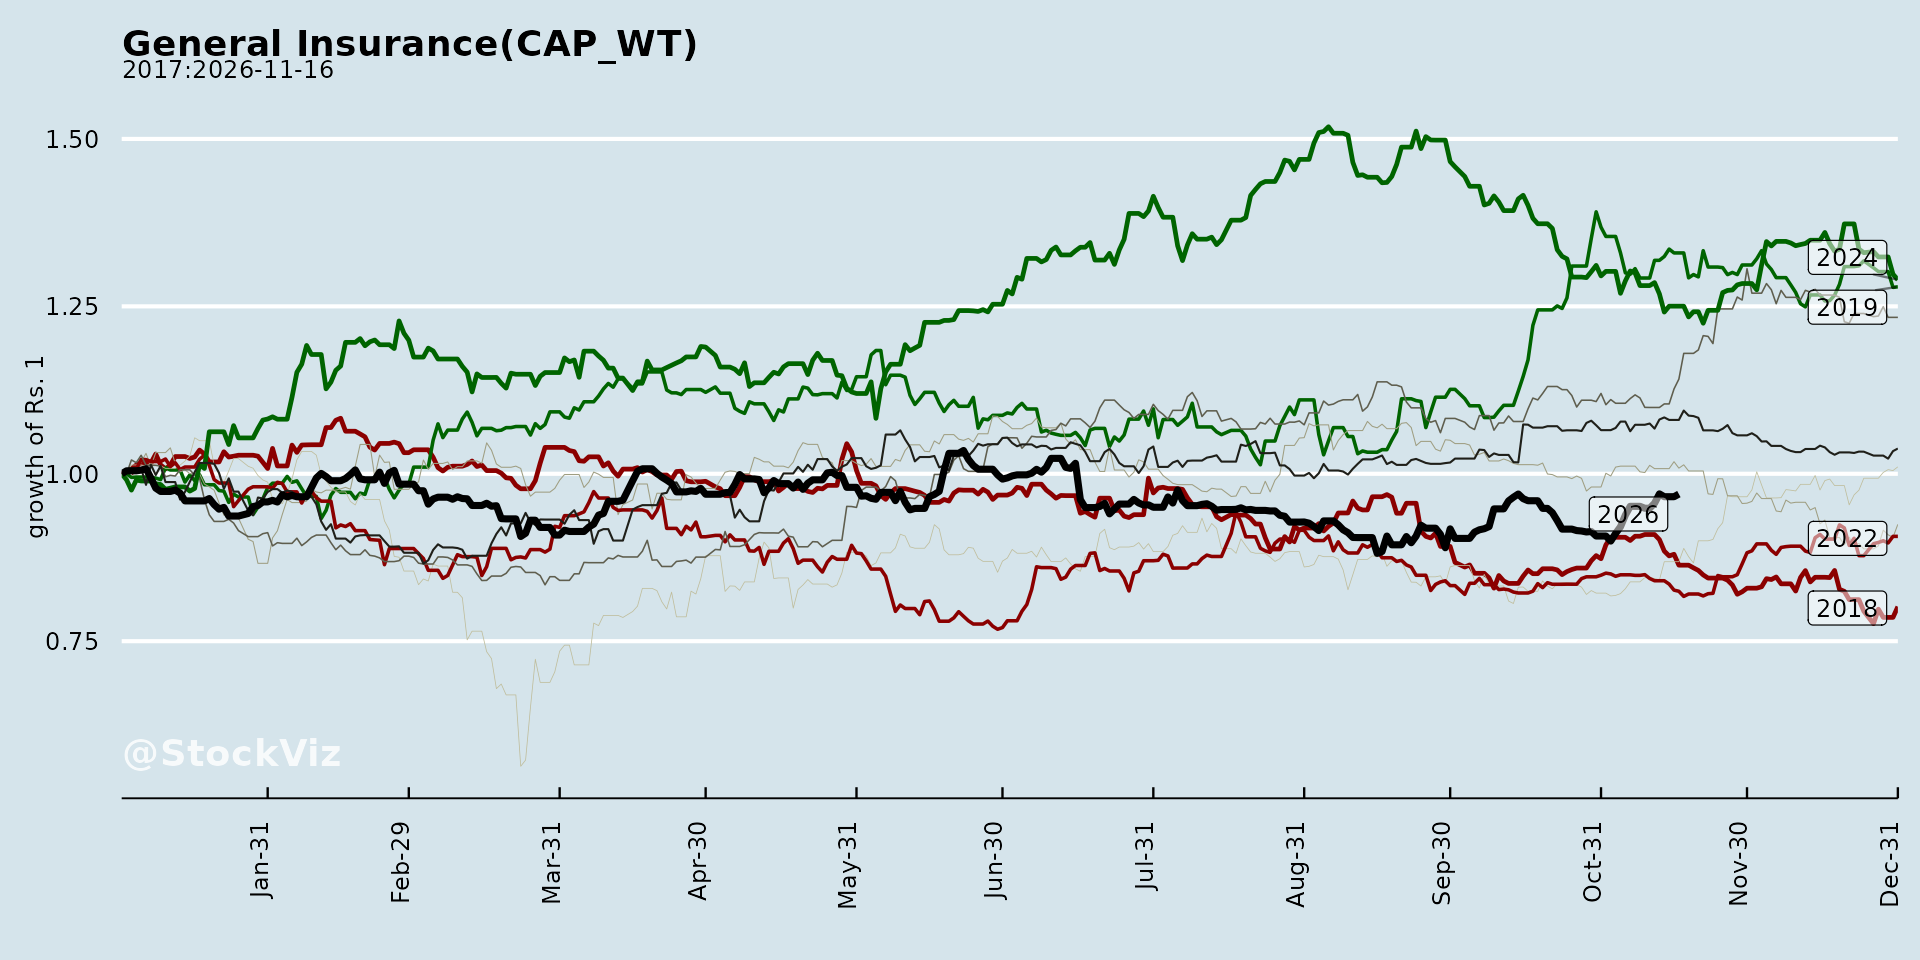 General Insurance(CAP_WT)
2017:2026-11-16
growth of Rs. 1
1.50
1.25
1.00
0.75
2024
2019
2026
2022
2018
@StockViz
Jan-31
Feb-29
Mar-31
Apr-30
May-31
Jun-30
Jul-31
Aug-31
Sep-30
Oct-31
Nov-30
Dec-31